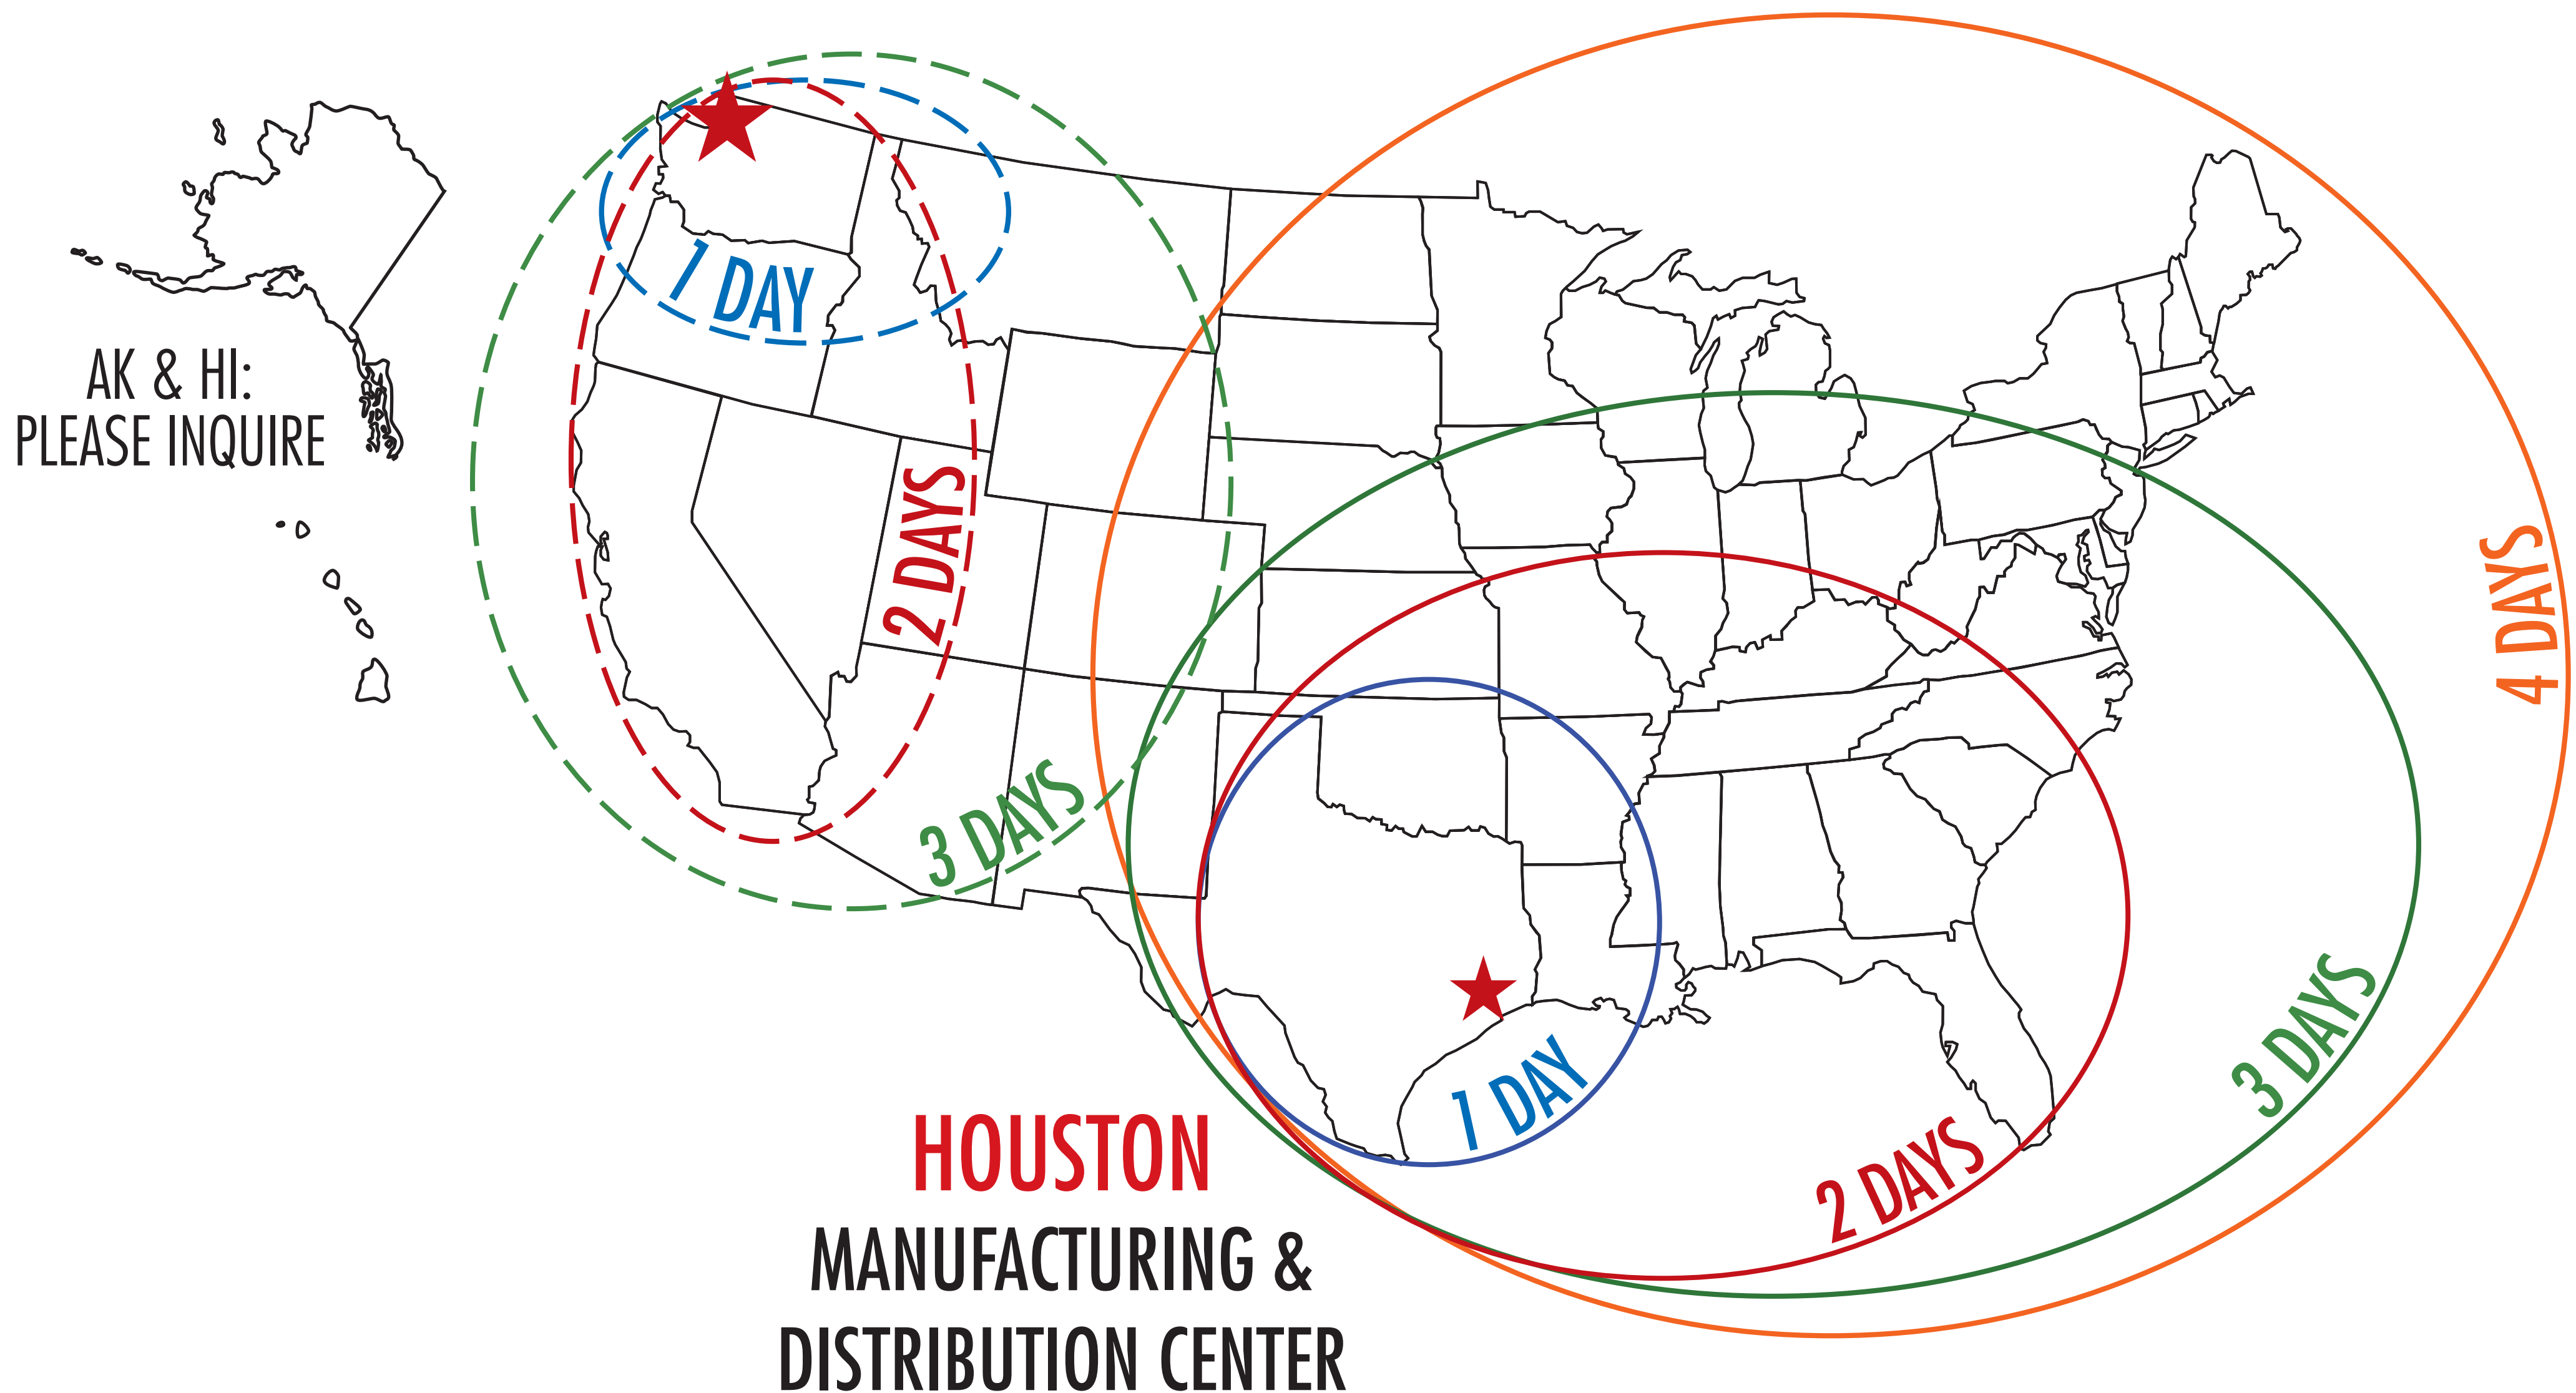 1 DAY
AK & HI:
PLEASE INQUIRE
2 DAYS
4 DAYS
3 DAYS
3 DAYS
1 DAY
2 DAYS
HOUSTON
MANUFACTURING &
DISTRIBUTION CENTER